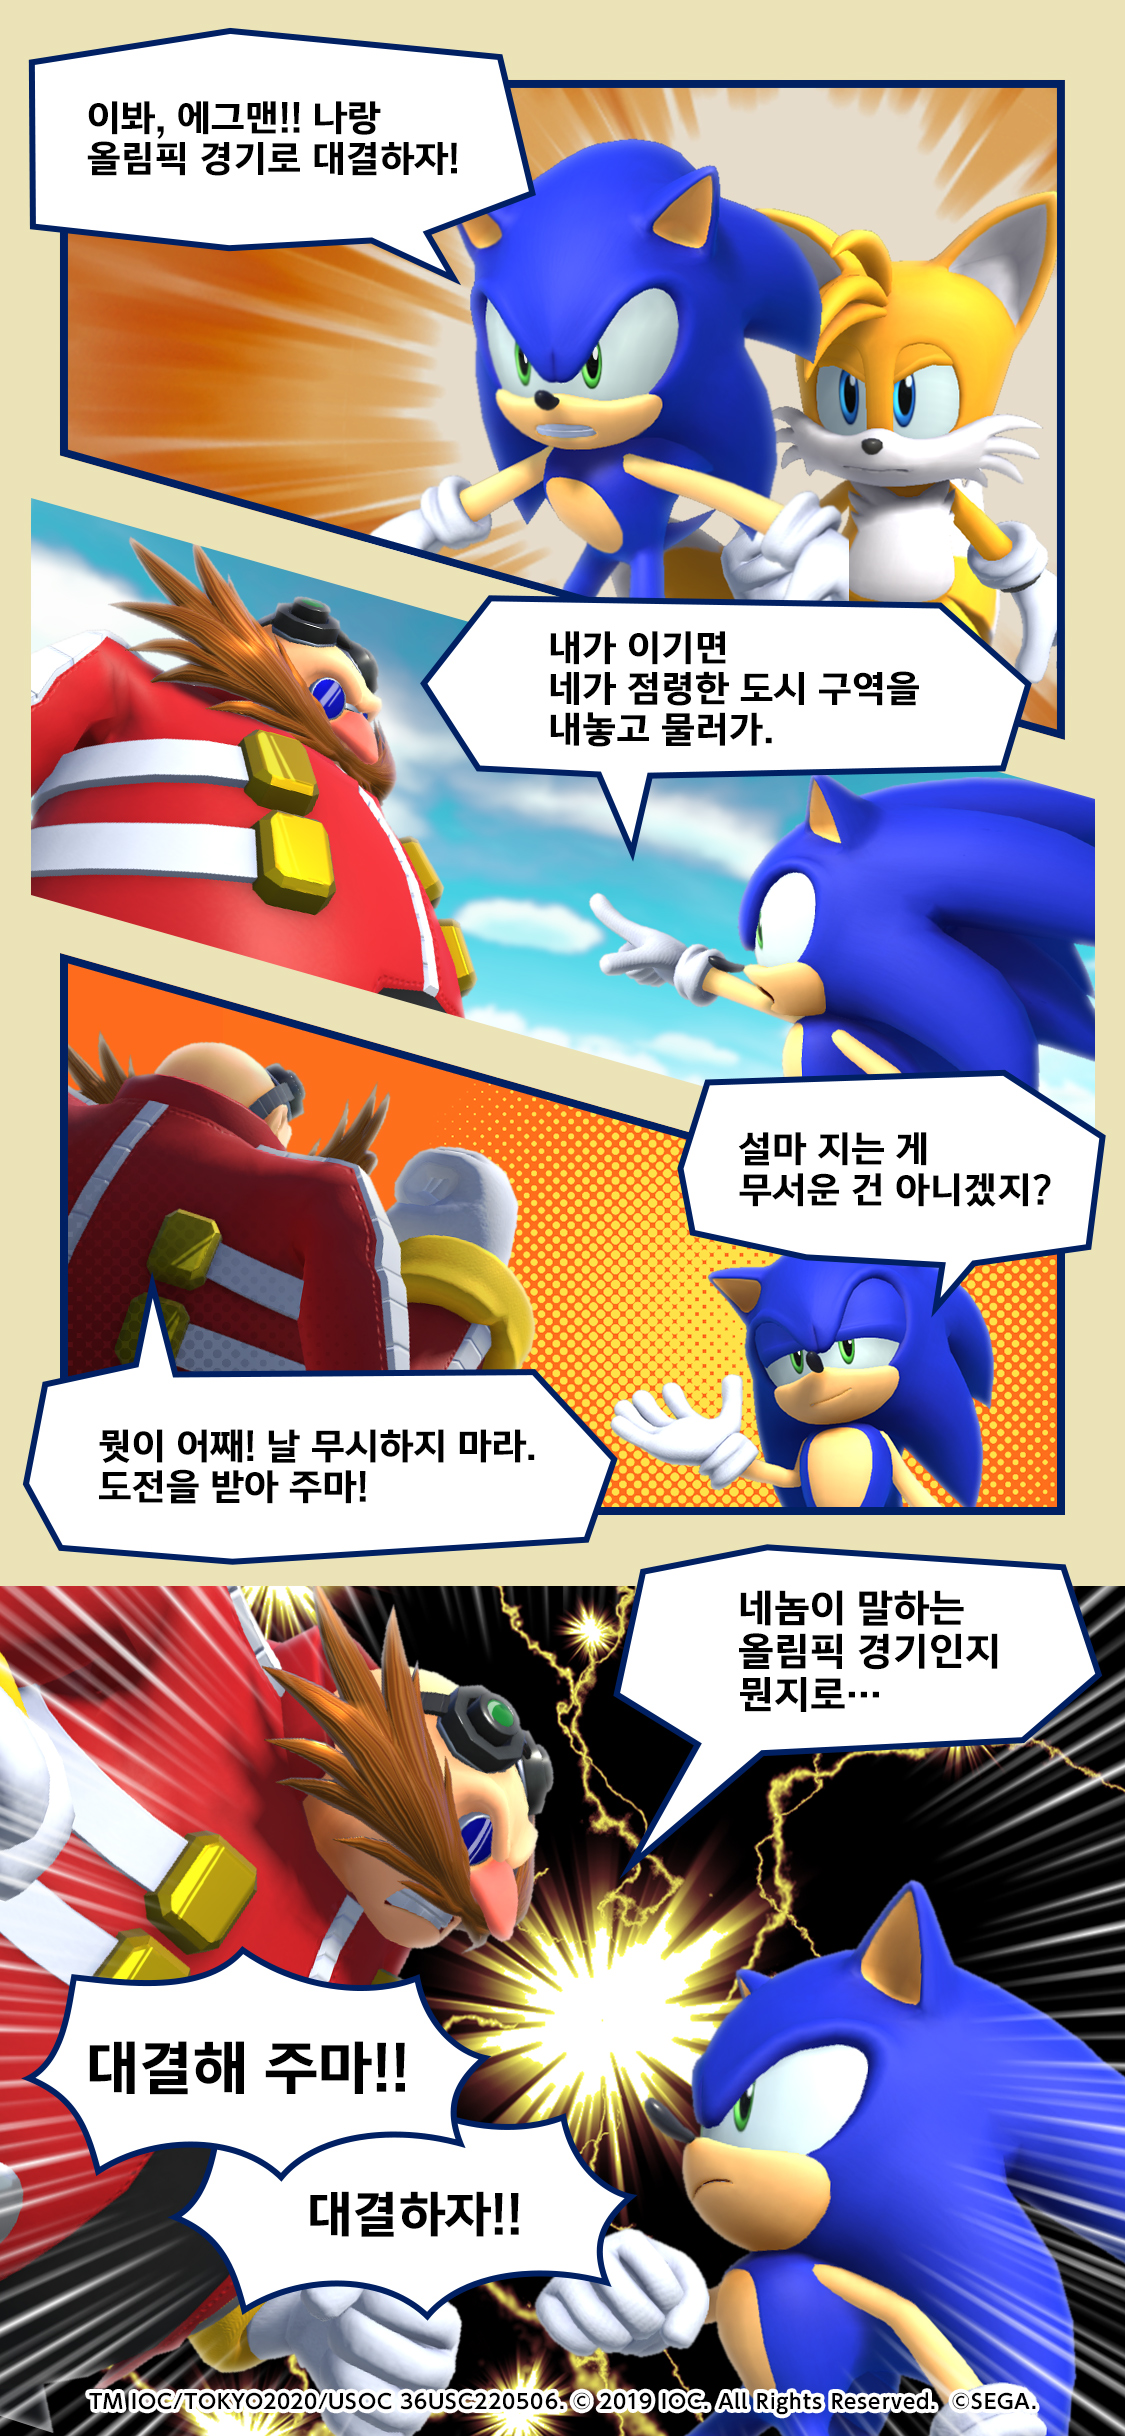 이봐, 에그맨!! 나랑
올림픽 경기로 대결하자!
내가 이기면
네가 점령한 도시 구역을
내놓고 물러가.
설마 지는 게
무서운 건 아니겠지?
뭣이 어째! 날 무시하지 마라.
도전을 받아 주마!
네놈이 말하는
올림픽 경기인지
뭔지로…
대결해 주마!!
대결하자!!
TM IOC/TOKYO2020/USOC 36USC220506. © 2019 IOC. All Rights Reserved. ©SEGA.